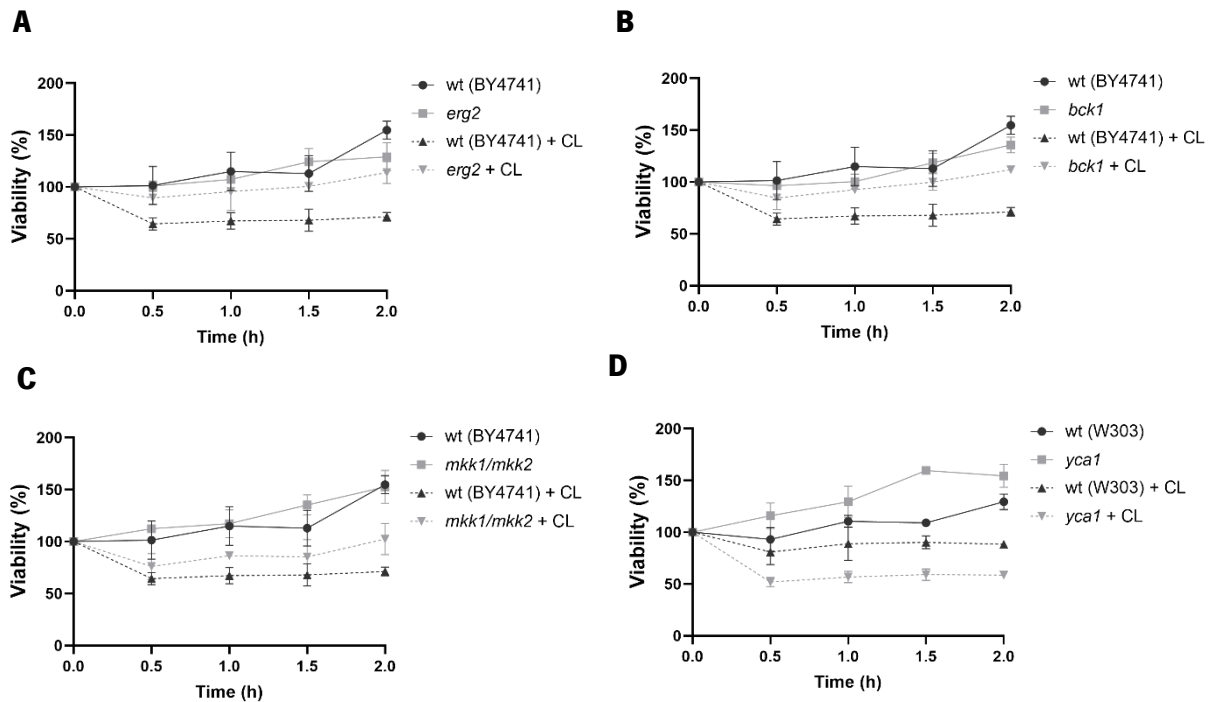 A
200
150
100
50
0
Viability (%)
0.0 0.5 1.0 1.5 2.0
Time (h)
wt (BY4741)
erg2
wt (BY4741) + CL
erg2 + CL
B
200
150
100
50
0
Viability (%)
0.0 0.5 1.0 1.5 2.0
Time (h)
wt (BY4741)
bck1
wt (BY4741) + CL
bck1 + CL
C
200
150
100
50
0
Viability (%)
0.0 0.5 1.0 1.5 2.0
Time (h)
wt (BY4741)
mkk1/mkk2
wt (BY4741) + CL
mkk1/mkk2 + CL
D
200
150
100
50
0
Viability (%)
0.0 0.5 1.0 1.5 2.0
Time (h)
wt (W303)
yca1
wt (W303) + CL
yca1 + CL